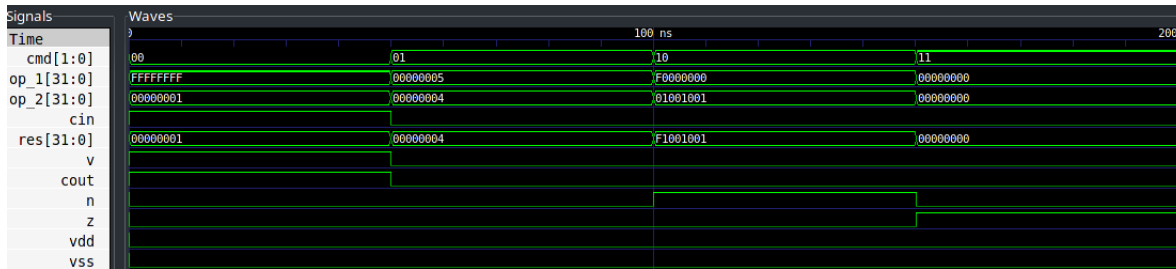 Signals Waves
Time 0 100 ns 200
cmd[1:0] 00 01 10 11
op_1[31:0] FFFFFFFF 00000005 F0000000 00000000
op_2[31:0] 00000001 00000004 01001001 00000000
cin
res[31:0] 00000001 00000004 F1001001 00000000
v
cout
n
z
vdd
vss